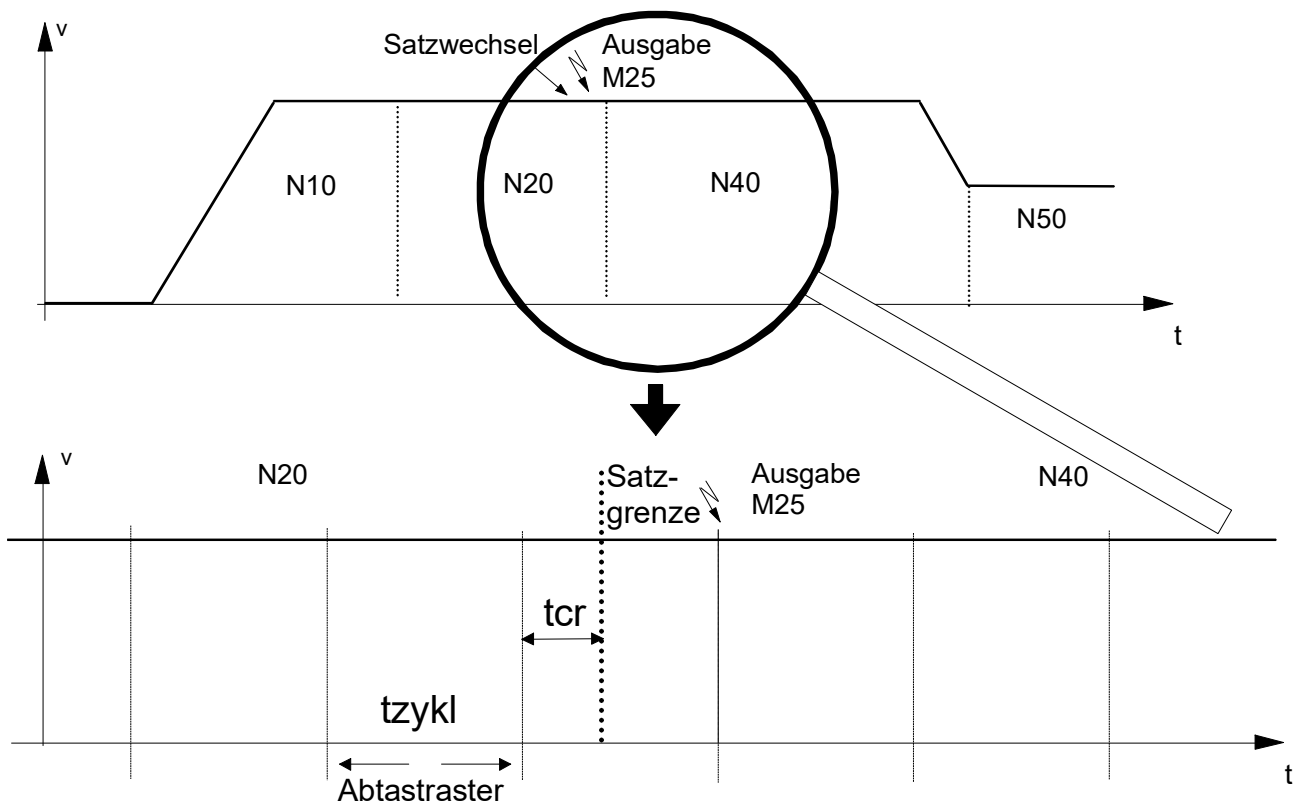 v
Satzwechsel
Ausgabe
M25
N10
N20
N40
N50
t
v
N20
Satz-
grenze
Ausgabe
M25
N40
tcr
tzykl
Abtastraster
t